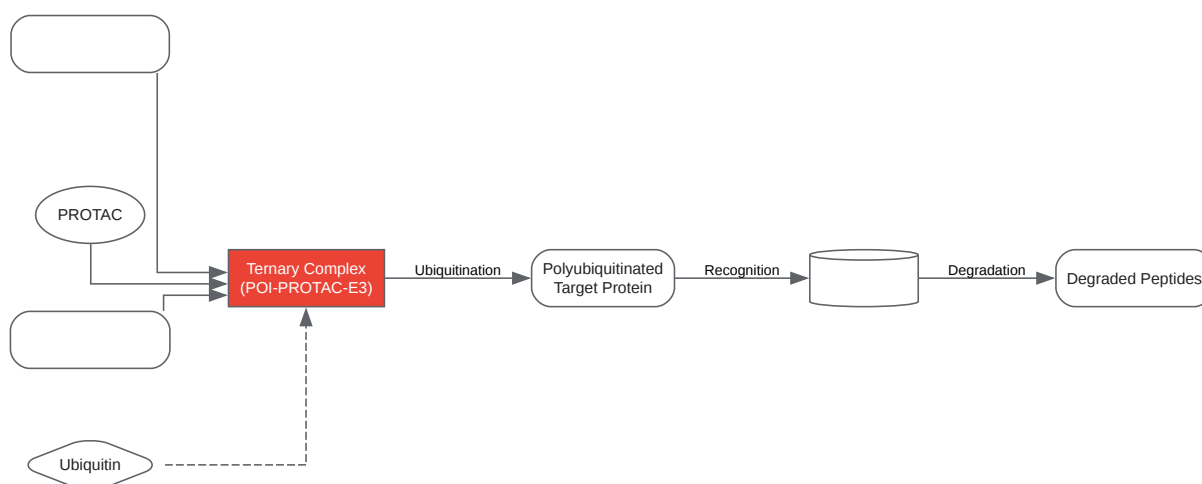 PROTAC
Ternary Complex
(POI-PROTAC-E3)
Ubiquitination
Polyubiquitinated
Target Protein
Recognition
Degradation
Degraded Peptides
Ubiquitin